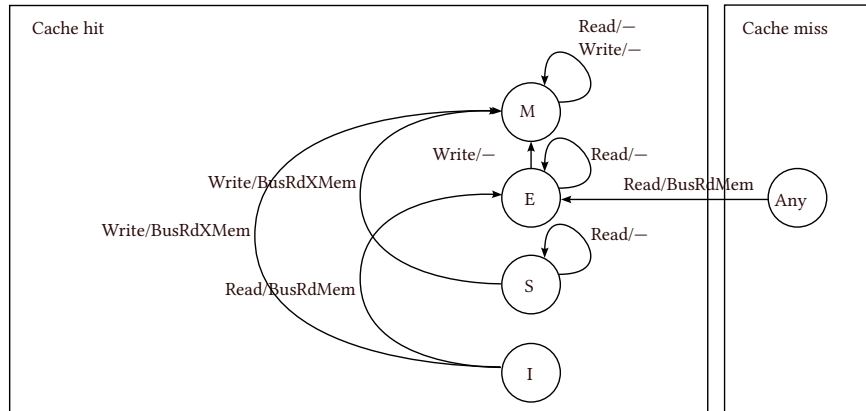 Cache hit
Cache miss
Read/—
Write/—
M
Write/—
Read/—
Write/BusRdXMem
Read/BusRdMem
E
Any
Write/BusRdXMem
Read/—
Read/BusRdMem
S
I